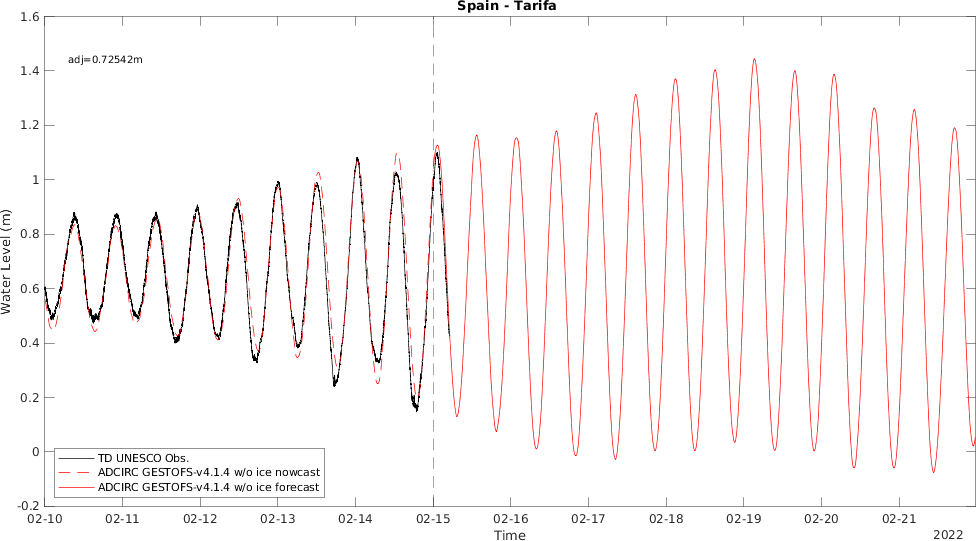 Spain - Tarifa
1.6
1.4
1.2
1
0.8
0.6
0.4
0.2
0
-0.2
Water Level (m)
adj=0.72542m
TD UNESCO Obs.
ADCIRC GESTOFS-v4.1.4 w/o ice nowcast
ADCIRC GESTOFS-v4.1.4 w/o ice forecast
02-10 02-11 02-12 02-13 02-14 02-15 02-16 02-17 02-18 02-19 02-20 02-21
Time
2022